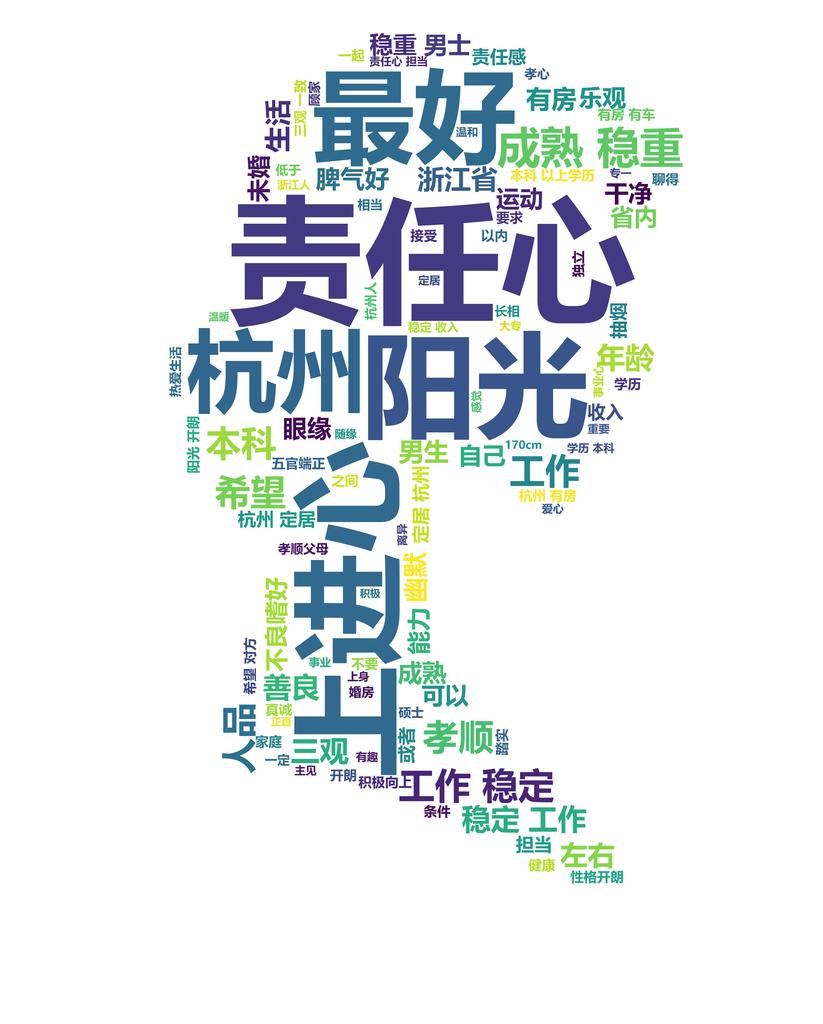 一起
稳重 男士
责任心 担当
责任感
孝心
三观 一致
顾家
最好
温和
有房
乐观
有房 有车
生活
成熟 稳重
未婚
低于
浙江人
脾气好
浙江省
本科 以上学历
专一
聊得
相当
运动
要求
干净
省内
责任心
接受
以内
定居
独立
杭州人
温暖
稳定 收入
长相
大专
抽烟
热爱生活
杭州
阳光
感觉
事业心
年龄
学历
收入
重要
阳光 开朗
本科
眼缘
随缘
男生
自己
170cm
学历 本科
五官端正
工作
希望
之间
杭州 有房
爱心
杭州 定居
上进心
离异
定居 杭州
孝顺父母
积极
幽默
不良嗜好
能力
希望 对方
事业
不要
上身
成熟
善良
婚房
可以
真诚
正直
硕士
人品
家庭
一定
三观
有趣
或者
孝顺
踏实
主见
开朗
积极向上
工作 稳定
条件
稳定 工作
担当
左右
健康
性格开朗